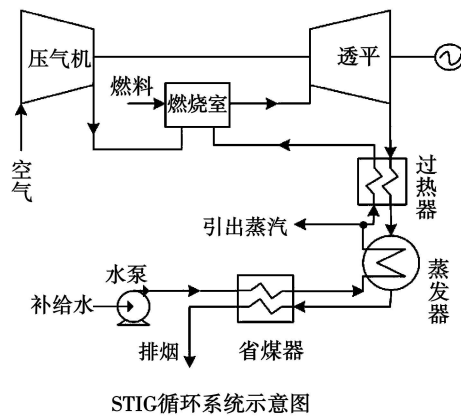 压气机
透平
燃料
燃烧室
空气
过热器
引出蒸汽
水泵
蒸发器
补给水
排烟
省煤器
STIG循环系统示意图